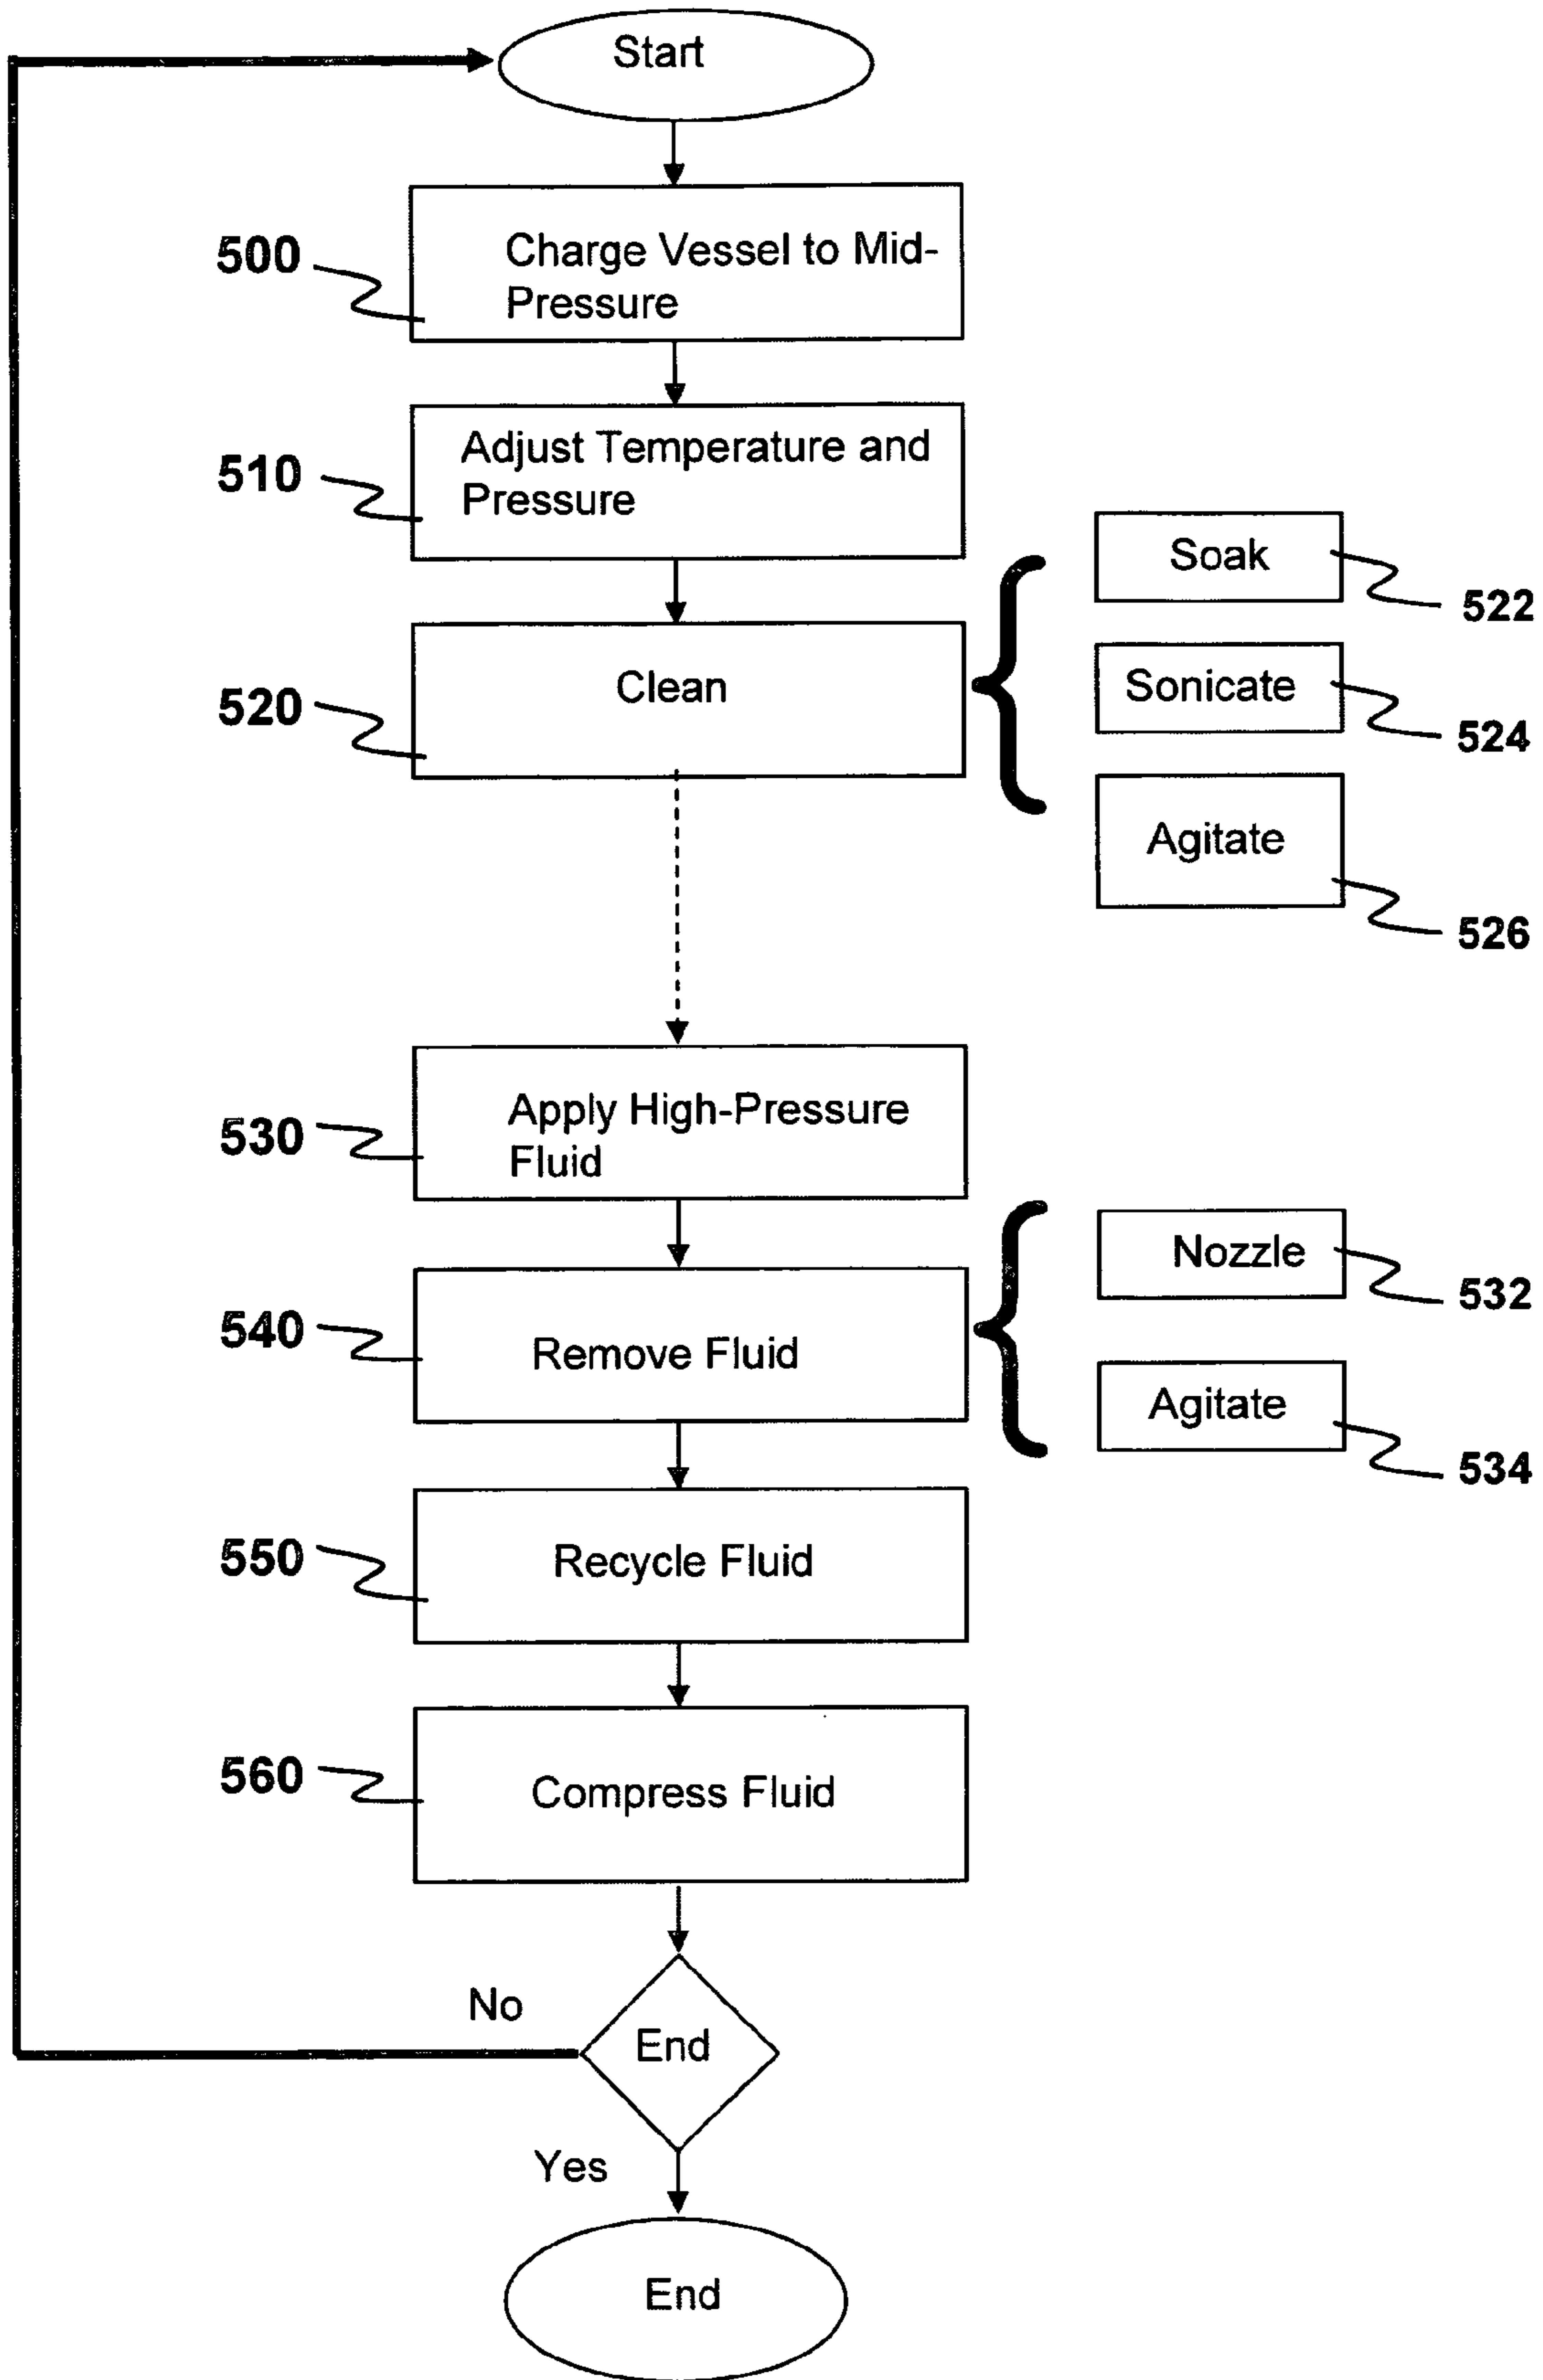 Start
500
Charge Vessel to Mid-
Pressure
510
Adjust Temperature and
Pressure
520
Clean
Soak
522
Sonicate
524
Agitate
526
530
Apply High-Pressure
Fluid
540
Remove Fluid
Nozzle
532
Agitate
534
550
Recycle Fluid
560
Compress Fluid
No
End
Yes
End